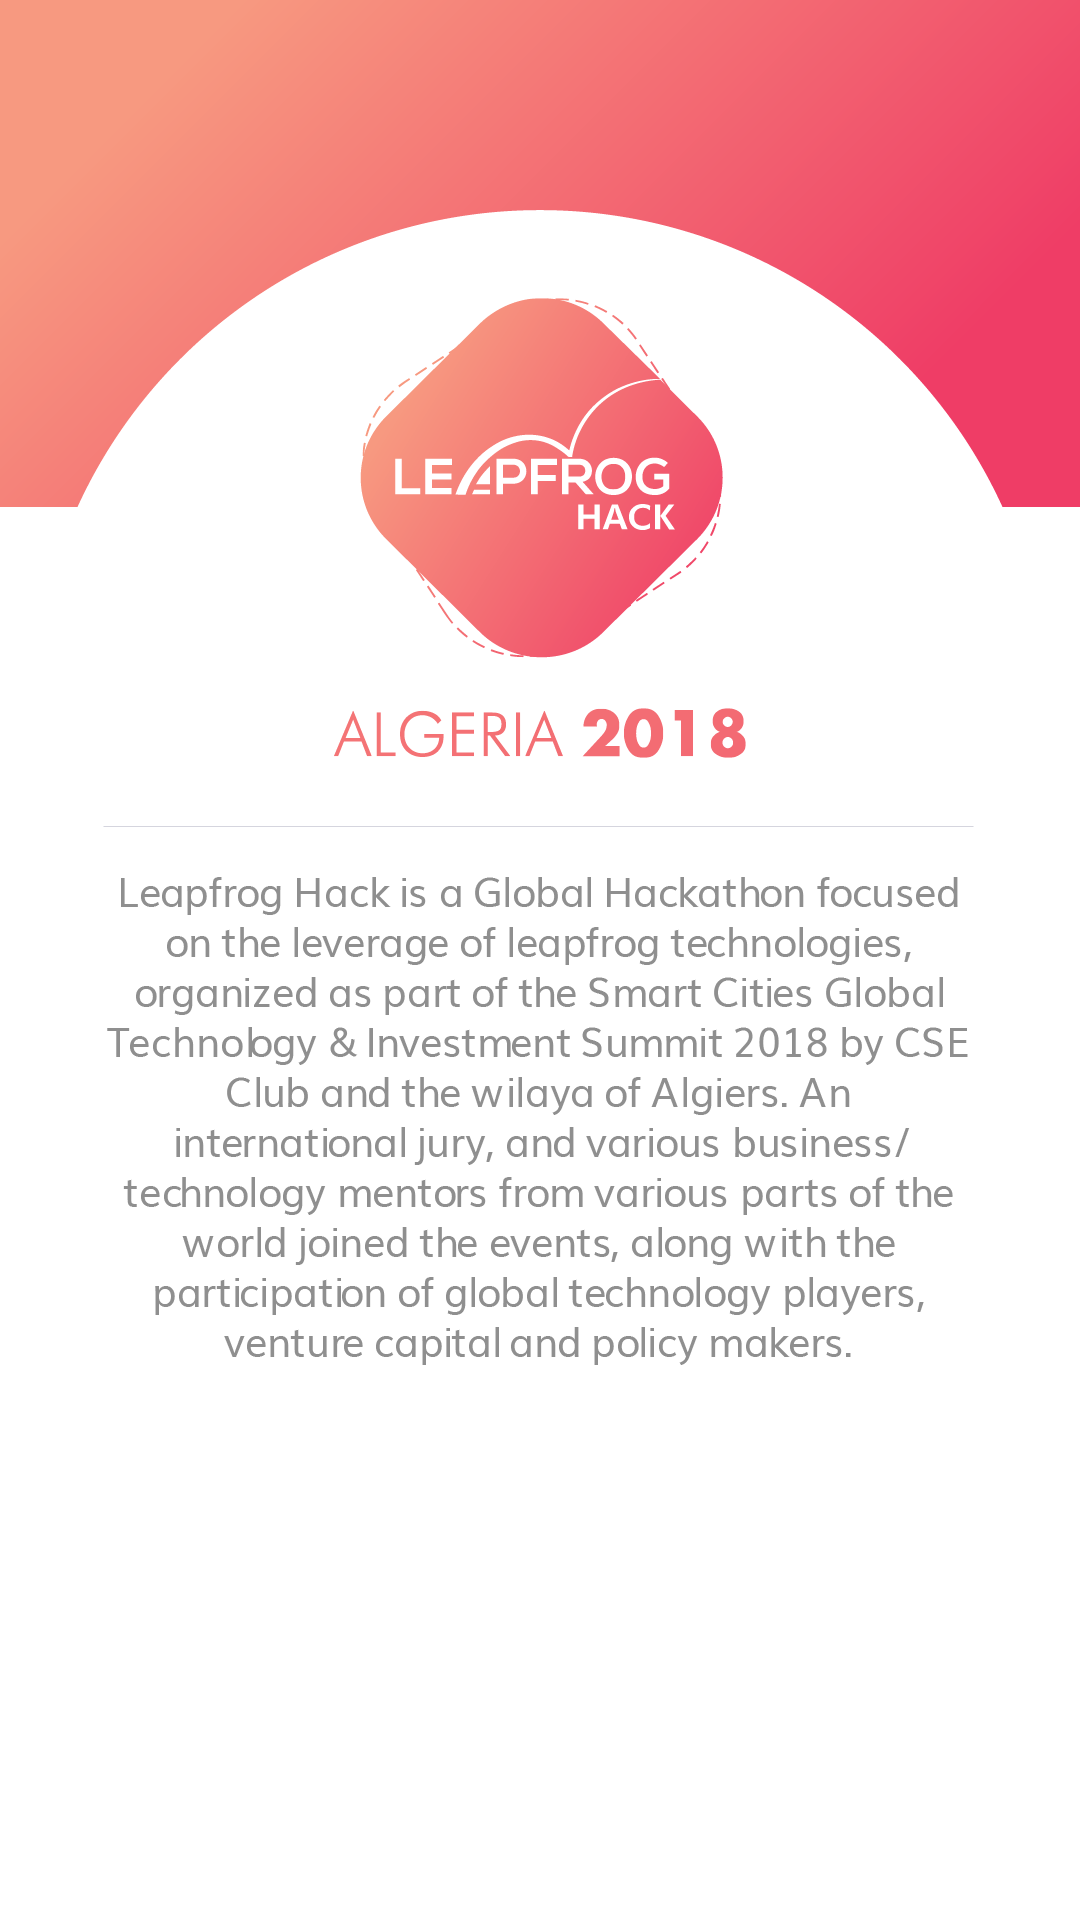 LEAPFROG
HACK
ALGERIA 2018
Leapfrog Hack is a Global Hackathon focused
on the leverage of leapfrog technologies,
organized as part of the Smart Cities Global
Technology & Investment Summit 2018 by CSE
Club and the wilaya of Algiers. An
international jury, and various business/
technology mentors from various parts of the
world joined the events, along with the
participation of global technology players,
venture capital and policy makers.